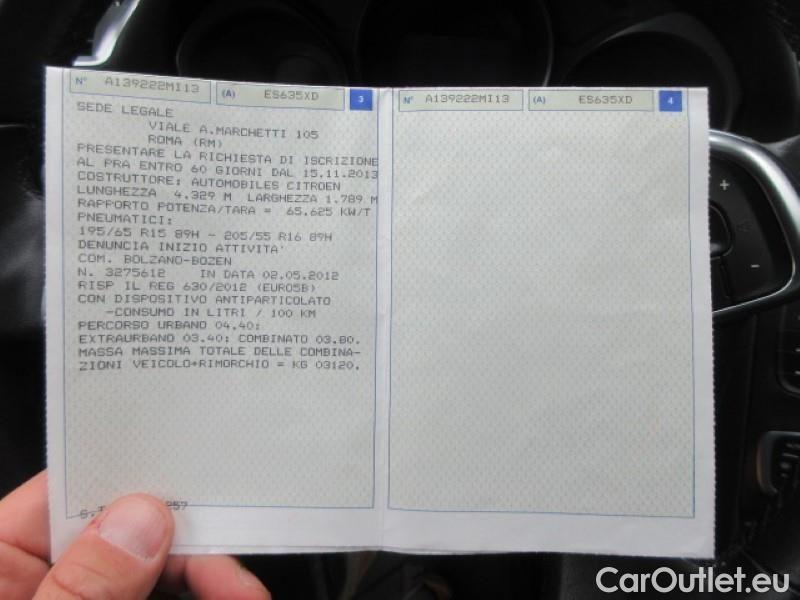 N° A139222MI13 (A) ES635XD 3
SEDE LEGALE
VIALE A.MARCHETTI 105
ROMA (RM)
PRESENTARE LA RICHIESTA DI ISCRIZIONE
AL PRA ENTRO 60 GIORNI DAL 15.11.2013
COSTRUTTORE: AUTOMOBILES CITROEN
LUNGHEZZA 4.329 M LARGHEZZA 1.789 M
RAPPORTO POTENZA/TARA = 65.625 KW/T
PNEUMATICI:
195/65 R15 89H - 205/55 R16 89H
DENUNCIA INIZIO ATTIVITA'
COM. BOLZANO-BOZEN
N. 3275612 IN DATA 02.05.2012
RISP IL REG 630/2012 (EURO5B)
CON DISPOSITIVO ANTIPARTICOLATO
-CONSUMO IN LITRI / 100 KM
PERCORSO URBANO 04.40;
EXTRAURBANO 03.40; COMBINATO 03.80.
MASSA MASSIMA TOTALE DELLE COMBINA-
ZIONI VEICOLO+RIMORCHIO = KG 03120.
N° A139222MI13 (A) ES635XD 4
CarOutlet.eu